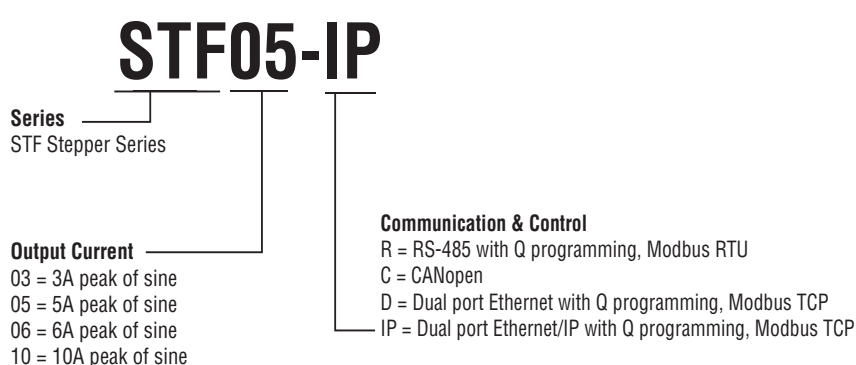 STF05-IP
Series
STF Stepper Series
Output Current
03 = 3A peak of sine
05 = 5A peak of sine
06 = 6A peak of sine
10 = 10A peak of sine
Communication & Control
R = RS-485 with Q programming, Modbus RTU
C = CANopen
D = Dual port Ethernet with Q programming, Modbus TCP
IP = Dual port Ethernet/IP with Q programming, Modbus TCP